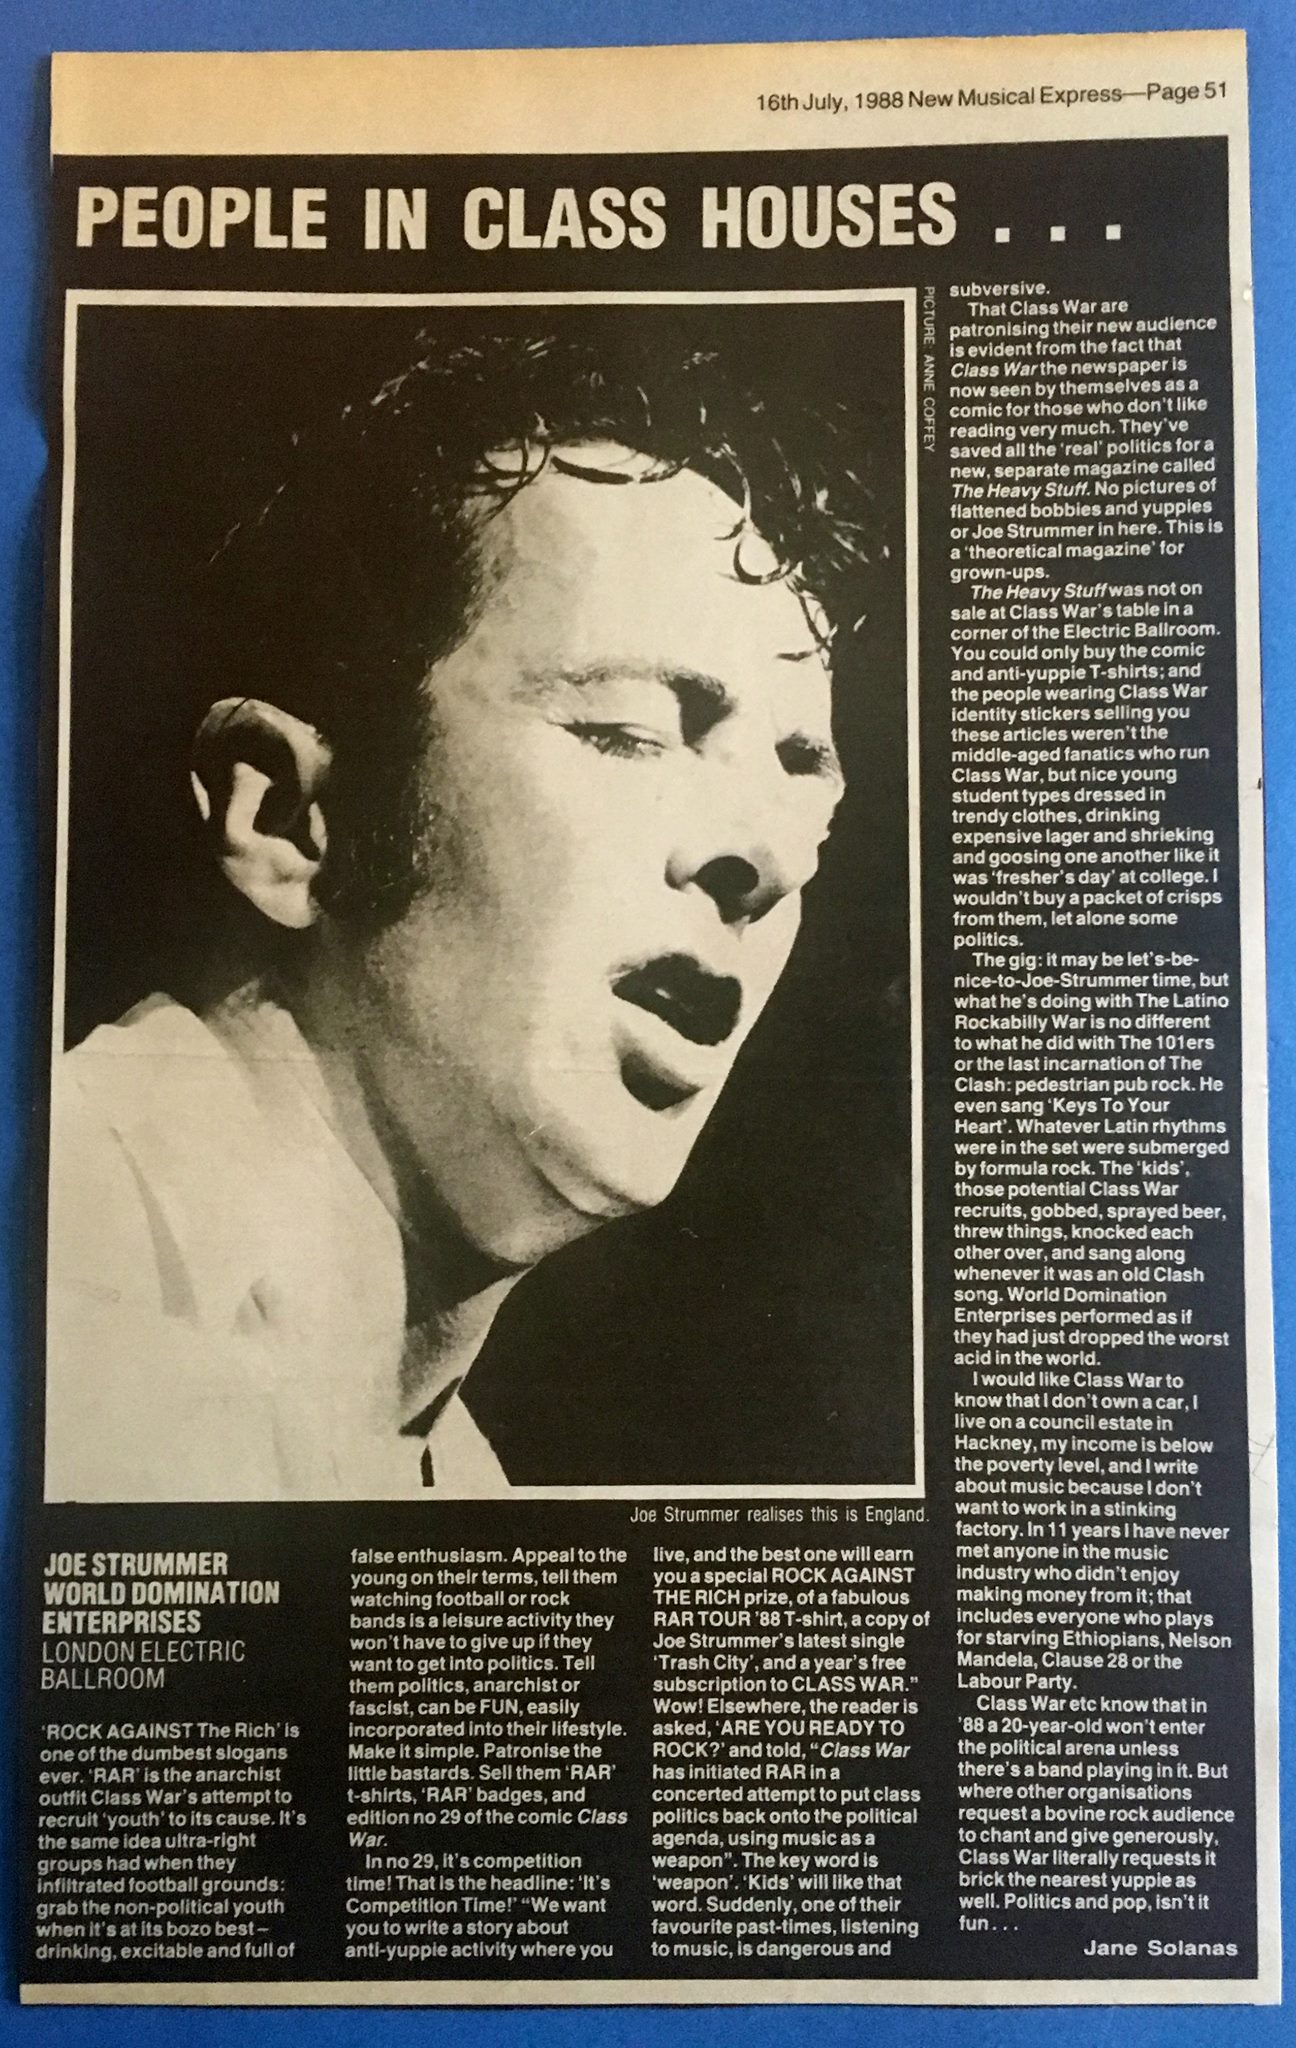 16th July, 1988 New Musical Express—Page 51
PEOPLE IN CLASS HOUSES . . .
PICTURE: ANNE COFFEY
Joe Strummer realises this is England.
JOE STRUMMER
WORLD DOMINATION
ENTERPRISES
LONDON ELECTRIC
BALLROOM
'ROCK AGAINST The Rich' is
one of the dumbest slogans
ever. 'RAR' is the anarchist
outfit Class War's attempt to
recruit 'youth' to its cause. It's
the same idea ultra-right
groups had when they
infiltrated football grounds:
grab the non-political youth
when it's at its bozo best –
drinking, excitable and full of
false enthusiasm. Appeal to the
young on their terms, tell them
watching football or rock
bands is a leisure activity they
won't have to give up if they
want to get into politics. Tell
them politics, anarchist or
fascist, can be FUN, easily
incorporated into their lifestyle.
Make it simple. Patronise the
little bastards. Sell them 'RAR'
t-shirts, 'RAR' badges, and
edition no 29 of the comic Class
War.
In no 29, it's competition
time! That is the headline: 'It's
Competition Time!' "We want
you to write a story about
anti-yuppie activity where you
live, and the best one will earn
you a special ROCK AGAINST
THE RICH prize, of a fabulous
RAR TOUR '88 T-shirt, a copy of
Joe Strummer's latest single
'Trash City', and a year's free
subscription to CLASS WAR."
Wow! Elsewhere, the reader is
asked, 'ARE YOU READY TO
ROCK?' and told, "Class War
has initiated RAR in a
concerted attempt to put class
politics back onto the political
agenda, using music as a
weapon". The key word is
'weapon'. 'Kids' will like that
word. Suddenly, one of their
favourite past-times, listening
to music, is dangerous and
subversive.
That Class War are
patronising their new audience
is evident from the fact that
Class War the newspaper is
now seen by themselves as a
comic for those who don't like
reading very much. They've
saved all the 'real' politics for a
new, separate magazine called
The Heavy Stuff. No pictures of
flattened bobbies and yuppies
or Joe Strummer in here. This is
a 'theoretical magazine' for
grown-ups.
The Heavy Stuff was not on
sale at Class War's table in a
corner of the Electric Ballroom.
You could only buy the comic
and anti-yuppie T-shirts; and
the people wearing Class War
identity stickers selling you
these articles weren't the
middle-aged fanatics who run
Class War, but nice young
student types dressed in
trendy clothes, drinking
expensive lager and shrieking
and goosing one another like it
was 'fresher's day' at college. I
wouldn't buy a packet of crisps
from them, let alone some
politics.
The gig: it may be let's-be-
nice-to-Joe-Strummer time, but
what he's doing with The Latino
Rockabilly War is no different
to what he did with The 101ers
or the last incarnation of The
Clash: pedestrian pub rock. He
even sang 'Keys To Your
Heart'. Whatever Latin rhythms
were in the set were submerged
by formula rock. The 'kids',
those potential Class War
recruits, gobbed, sprayed beer,
threw things, knocked each
other over, and sang along
whenever it was an old Clash
song. World Domination
Enterprises performed as if
they had just dropped the worst
acid in the world.
I would like Class War to
know that I don't own a car, I
live on a council estate in
Hackney, my income is below
the poverty level, and I write
about music because I don't
want to work in a stinking
factory. In 11 years I have never
met anyone in the music
industry who didn't enjoy
making money from it; that
includes everyone who plays
for starving Ethiopians, Nelson
Mandela, Clause 28 or the
Labour Party.
Class War etc know that in
'88 a 20-year-old won't enter
the political arena unless
there's a band playing in it. But
where other organisations
request a bovine rock audience
to chant and give generously,
Class War literally requests it
brick the nearest yuppie as
well. Politics and pop, isn't it
fun . . .
Jane Solanas